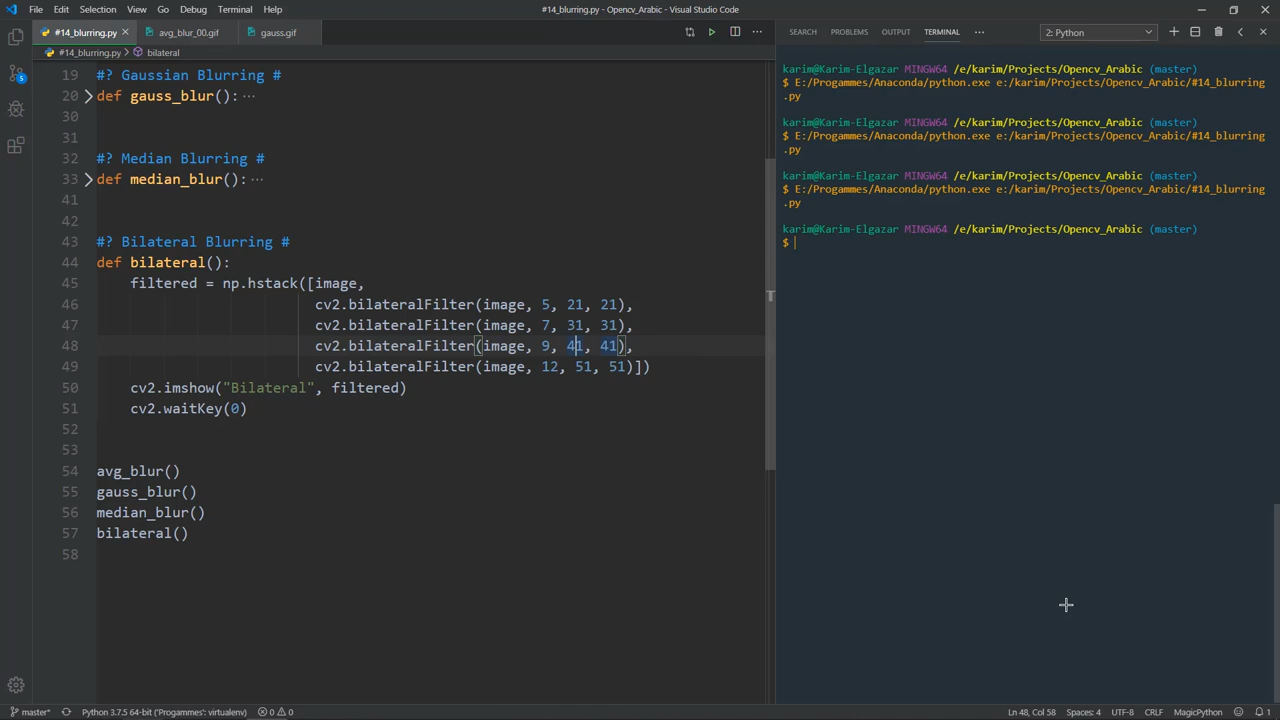 File Edit Selection View Go Debug Terminal Help #14_blurring.py - Opencv_Arabic - Visual Studio Code
#14_blurring.py avg_blur_00.gif gauss.gif
SEARCH PROBLEMS OUTPUT TERMINAL 2: Python
#14_blurring.py > bilateral
19 #? Gaussian Blurring #
20 def gauss_blur(): ···
30
31
32 #? Median Blurring #
33 def median_blur(): ···
41
42
43 #? Bilateral Blurring #
44 def bilateral():
45 filtered = np.hstack([image,
46 cv2.bilateralFilter(image, 5, 21, 21),
47 cv2.bilateralFilter(image, 7, 31, 31),
48 cv2.bilateralFilter(image, 9, 41, 41),
49 cv2.bilateralFilter(image, 12, 51, 51)])
50 cv2.imshow("Bilateral", filtered)
51 cv2.waitKey(0)
52
53
54 avg_blur()
55 gauss_blur()
56 median_blur()
57 bilateral()
58
karim@Karim-Elgazar MINGW64 /e/karim/Projects/Opencv_Arabic (master)
$ E:/Progammes/Anaconda/python.exe e:/karim/Projects/Opencv_Arabic/#14_blurring
.py
karim@Karim-Elgazar MINGW64 /e/karim/Projects/Opencv_Arabic (master)
$ E:/Progammes/Anaconda/python.exe e:/karim/Projects/Opencv_Arabic/#14_blurring
.py
karim@Karim-Elgazar MINGW64 /e/karim/Projects/Opencv_Arabic (master)
$ E:/Progammes/Anaconda/python.exe e:/karim/Projects/Opencv_Arabic/#14_blurring
.py
karim@Karim-Elgazar MINGW64 /e/karim/Projects/Opencv_Arabic (master)
$
master* Python 3.7.5 64-bit ('Progammes': virtualenv) 0 0 Ln 48, Col 58 Spaces: 4 UTF-8 CRLF MagicPython 1